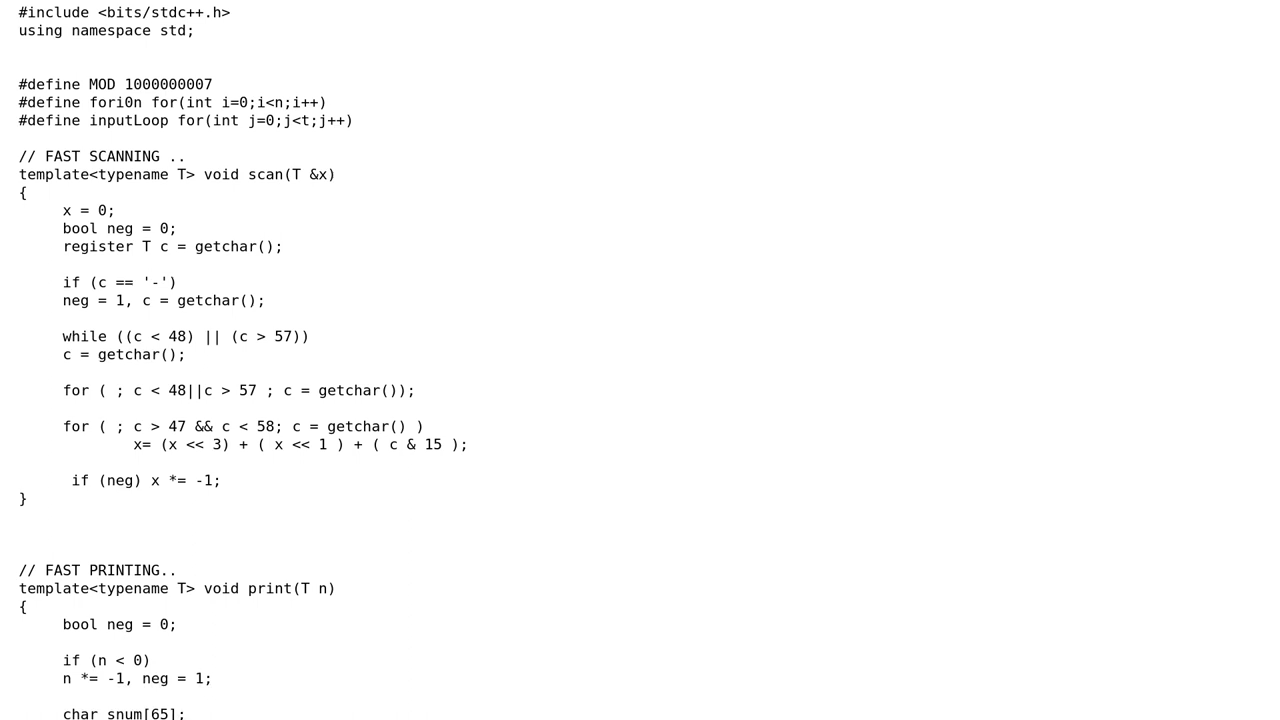 #include <bits/stdc++.h>
using namespace std;
#define MOD 1000000007
#define fori0n for(int i=0;i<n;i++)
#define inputLoop for(int j=0;j<t;j++)
// FAST SCANNING ..
template<typename T> void scan(T &x)
{
x = 0;
bool neg = 0;
register T c = getchar();
if (c == '-')
neg = 1, c = getchar();
while ((c < 48) || (c > 57))
c = getchar();
for ( ; c < 48||c > 57 ; c = getchar());
for ( ; c > 47 && c < 58; c = getchar() )
x= (x << 3) + ( x << 1 ) + ( c & 15 );
if (neg) x *= -1;
}
// FAST PRINTING..
template<typename T> void print(T n)
{
bool neg = 0;
if (n < 0)
n *= -1, neg = 1;
char snum[65];